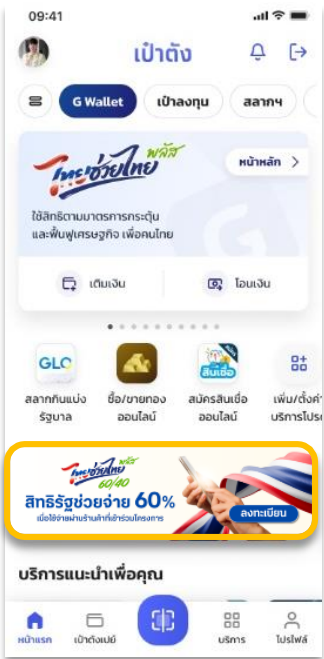 09:41
เป๋าตัง
G Wallet
เป๋าลงทุน
สลากฯ
ไทยช่วยไทย พลัส
หน้าหลัก >
ใช้สิทธิตามมาตรการกระตุ้น
และฟื้นฟูเศรษฐกิจ เพื่อคนไทย
เติมเงิน
โอนเงิน
GLO
สินเชื่อ
สลากกินแบ่ง
รัฐบาล
ซื้อ/ขายทอง
ออนไลน์
สมัครสินเชื่อ
ออนไลน์
เพิ่ม/ตั้งค่า
บริการโปร
ไทยช่วยไทย พลัส
60/40
สิทธิรัฐช่วยจ่าย 60%
เมื่อใช้จ่ายผ่านร้านค้าที่เข้าร่วมโครงการ
ลงทะเบียน
บริการแนะนำเพื่อคุณ
หน้าแรก
เป๋าตังเปย์
บริการ
โปรไฟล์